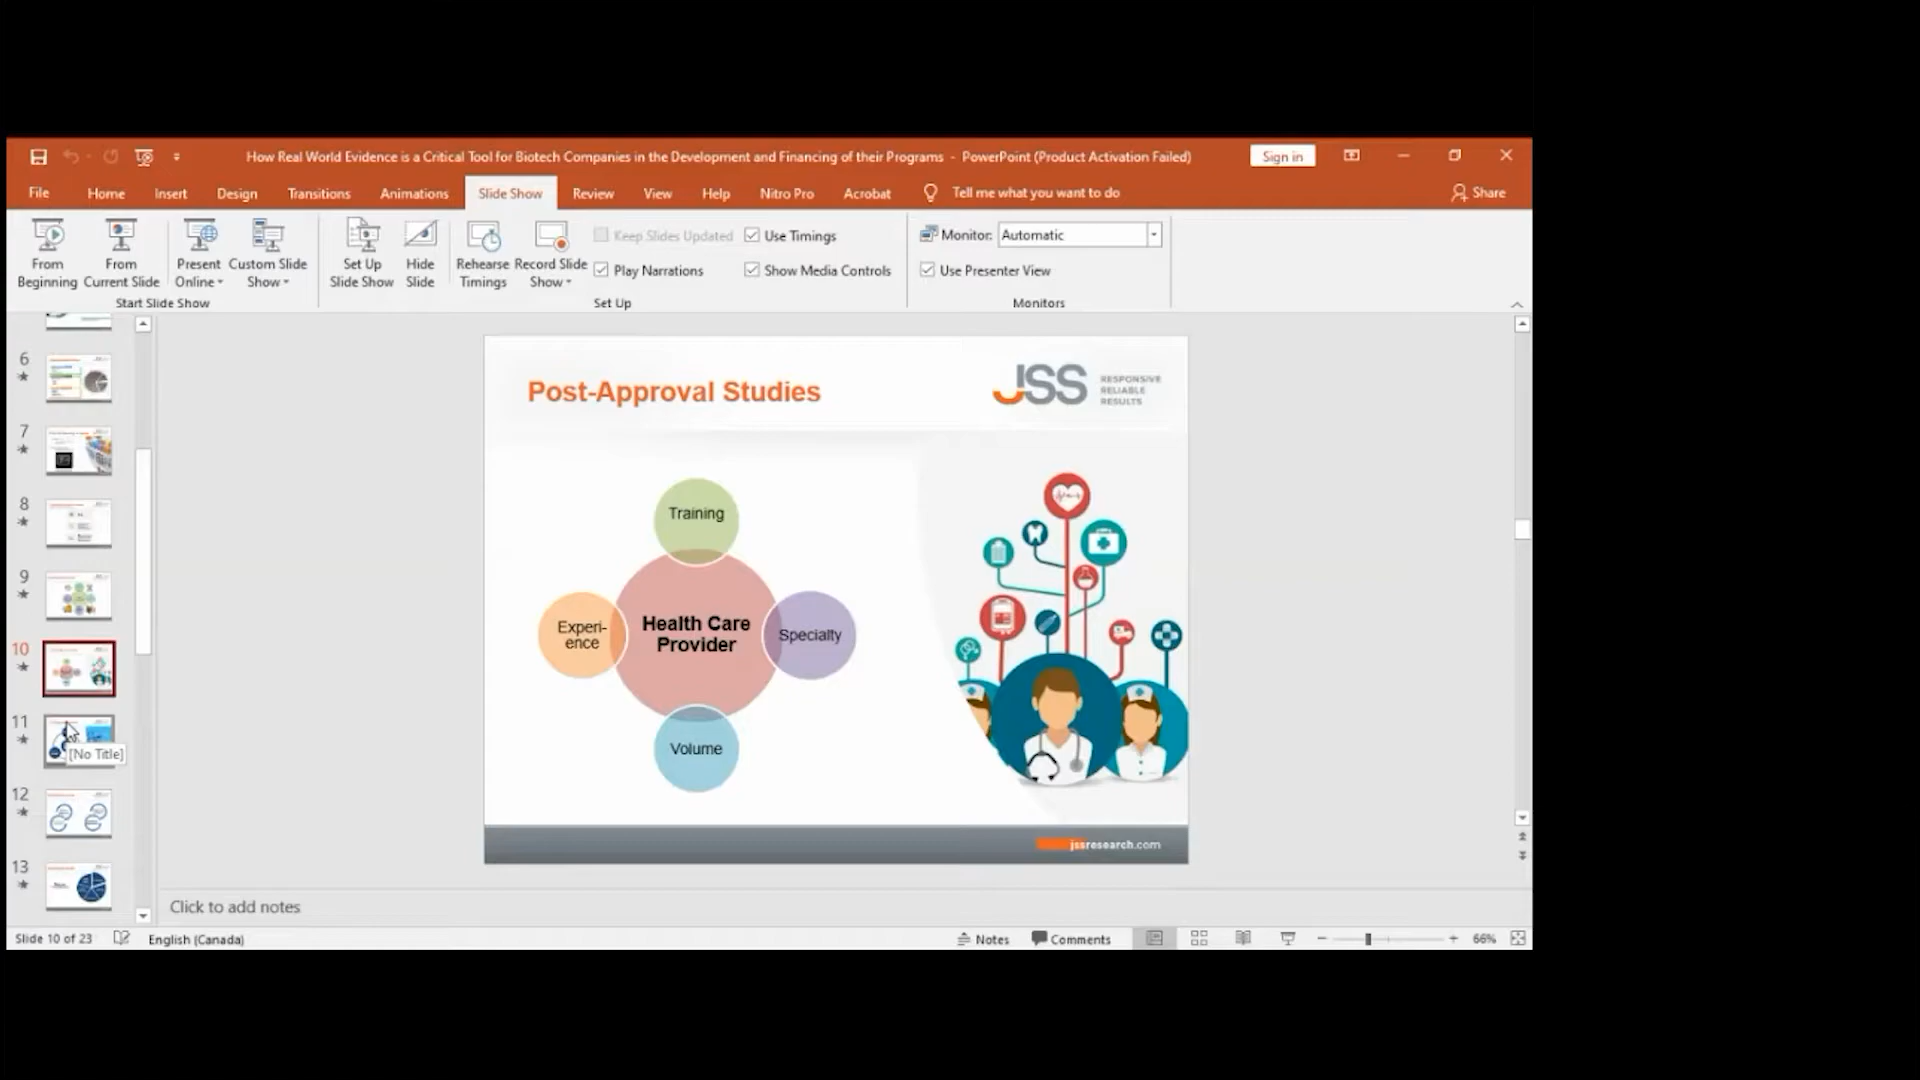 How Real World Evidence is a Critical Tool for Biotech Companies in the Development and Financing of their Programs - PowerPoint (Product Activation Failed)
Sign in
File Home Insert Design Transitions Animations Slide Show Review View Help Nitro Pro Acrobat Tell me what you want to do Share
Keep Slides Updated Use Timings Monitor: Automatic
From Beginning
From Current Slide
Present Online
Custom Slide Show
Set Up Slide Show
Hide Slide
Rehearse Timings
Record Slide Show
Play Narrations Show Media Controls Use Presenter View
Start Slide Show Set Up Monitors
6
7
8
9
10
11
[No Title]
12
13
Post-Approval Studies
JSS
RESPONSIVE
RELIABLE
RESULTS
Training
Experi-
ence
Health Care
Provider
Specialty
Volume
jssresearch.com
Click to add notes
Slide 10 of 23 English (Canada) Notes Comments 66%